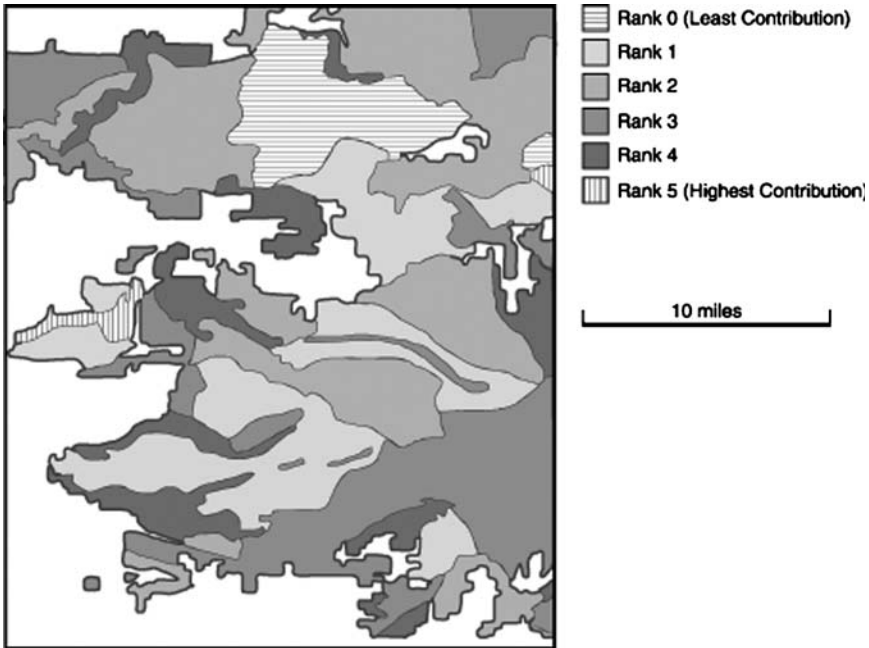 Rank 0 (Least Contribution)
Rank 1
Rank 2
Rank 3
Rank 4
Rank 5 (Highest Contribution)
10 miles